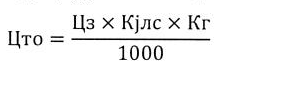 Цто = Цз × Кјлс × Кг
1000